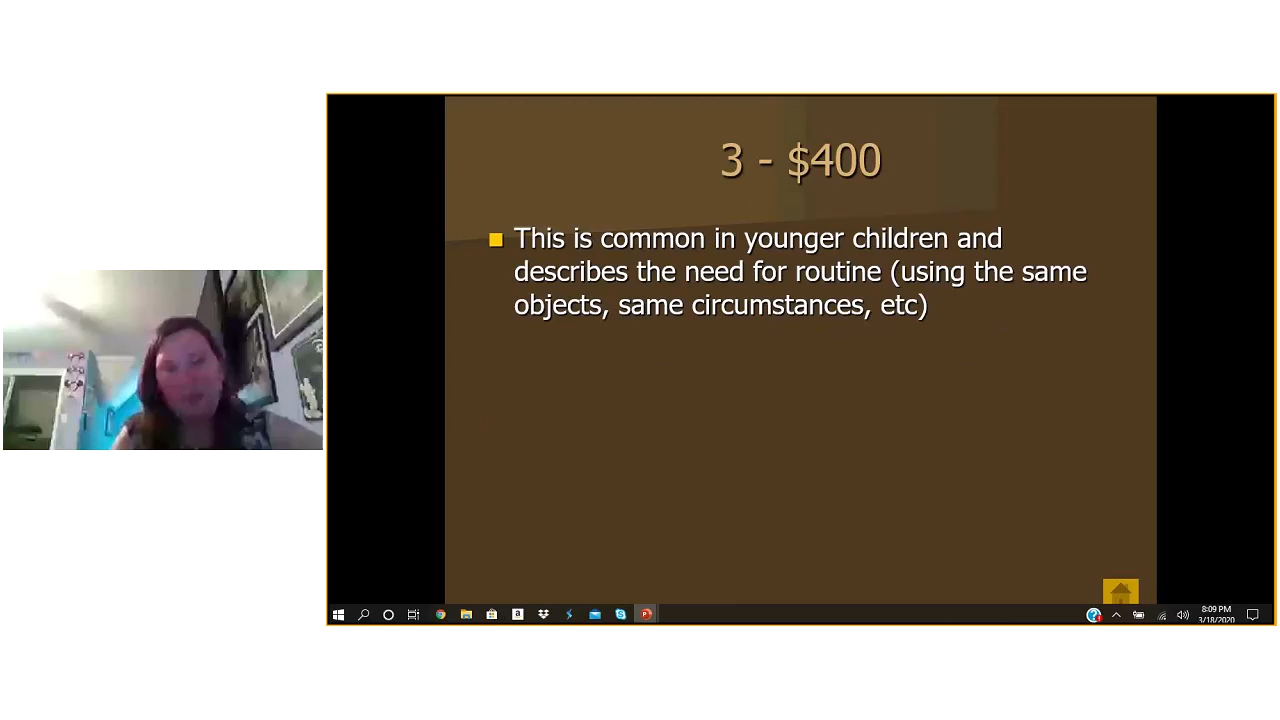 3 - $400
This is common in younger children and
describes the need for routine (using the same
objects, same circumstances, etc)
8:09 PM
3/18/2020